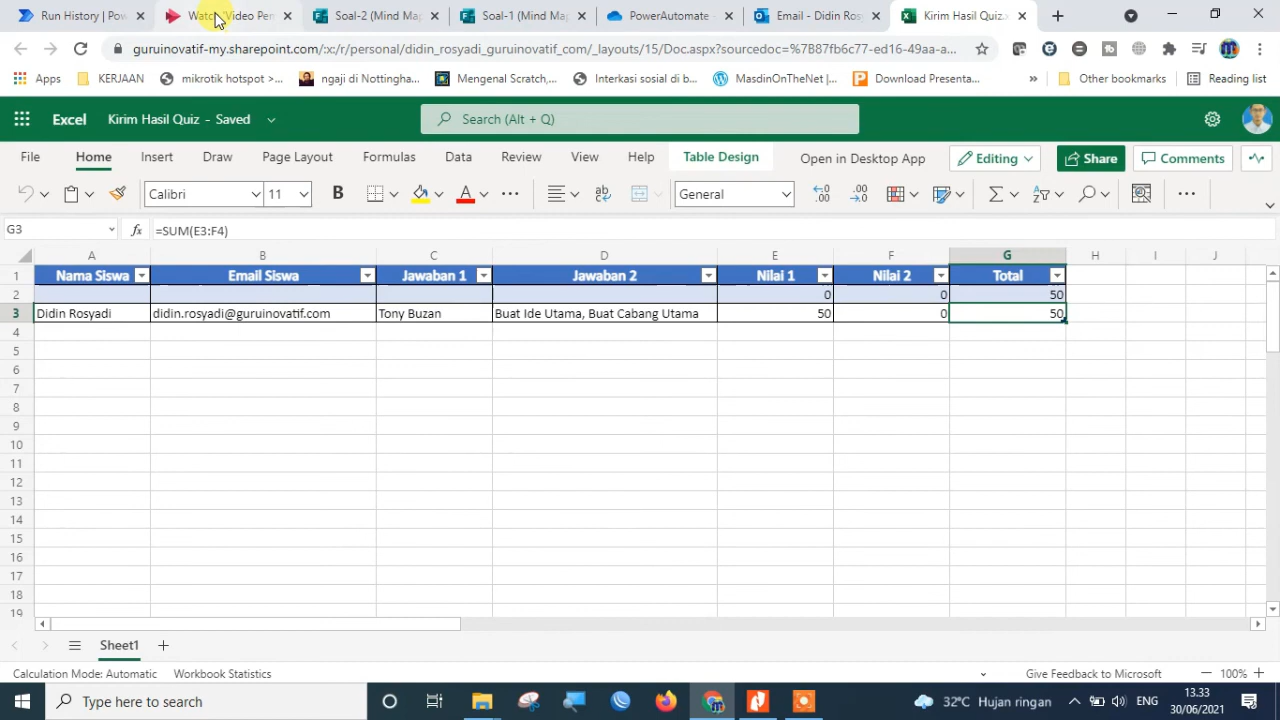 Run History | Pow
Watch 'Video Pen
Soal-2 (Mind Ma
Soal-1 (Mind Ma
PowerAutomate -
Email - Didin Ros
Kirim Hasil Quiz.
guruinovatif-my.sharepoint.com/:x:/r/personal/didin_rosyadi_guruinovatif_com/_layouts/15/Doc.aspx?sourcedoc=%7B87fb6c77-ed16-49aa-a...
Apps KERJAAN mikrotik hotspot >... ngaji di Nottingha... Mengenal Scratch,... Interkasi sosial di b... MasdinOnTheNet |... Download Presenta... » Other bookmarks Reading list
Excel Kirim Hasil Quiz - Saved Search (Alt + Q)
File Home Insert Draw Page Layout Formulas Data Review View Help Table Design Open in Desktop App Editing Share Comments
Calibri 11 B A General
G3 fx =SUM(E3:F4)
A B C D E F G H I J
1 Nama Siswa Email Siswa Jawaban 1 Jawaban 2 Nilai 1 Nilai 2 Total
2 0 0 50
3 Didin Rosyadi didin.rosyadi@guruinovatif.com Tony Buzan Buat Ide Utama, Buat Cabang Utama 50 0 50
4
5
6
7
8
9
10
11
12
13
14
15
16
17
18
19
Sheet1
Calculation Mode: Automatic Workbook Statistics Give Feedback to Microsoft 100%
Type here to search 32°C Hujan ringan ENG 13.33
30/06/2021